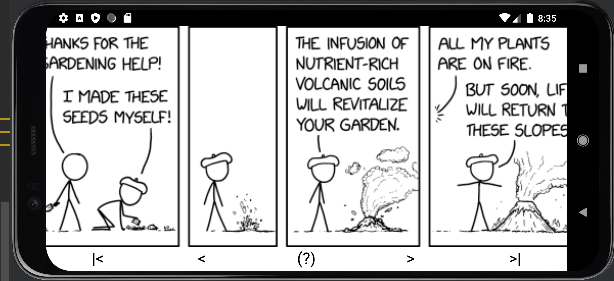 8:35
HANKS FOR THE
GARDENING HELP!
I MADE THESE
SEEDS MYSELF!
THE INFUSION OF
NUTRIENT-RICH
VOLCANIC SOILS
WILL REVITALIZE
YOUR GARDEN.
ALL MY PLANTS
ARE ON FIRE.
BUT SOON, LIF
WILL RETURN T
THESE SLOPES
|< < (?) > >|